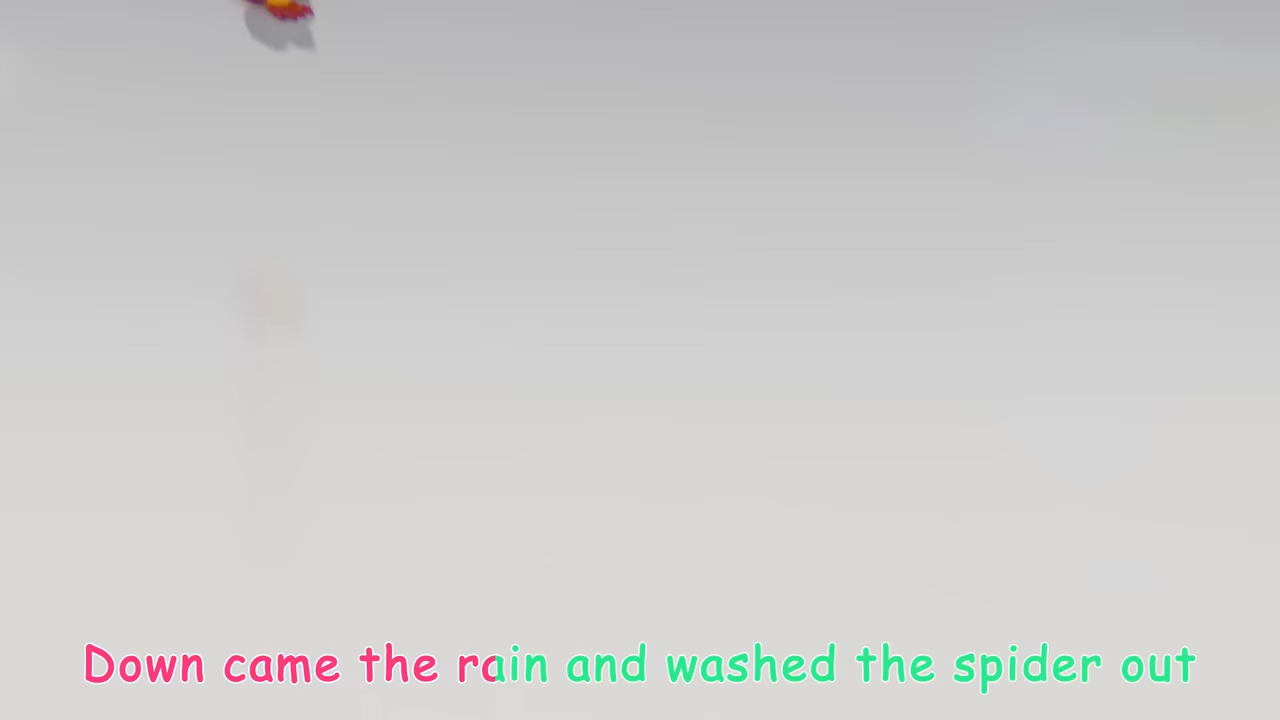 Down came the rain and washed the spider out